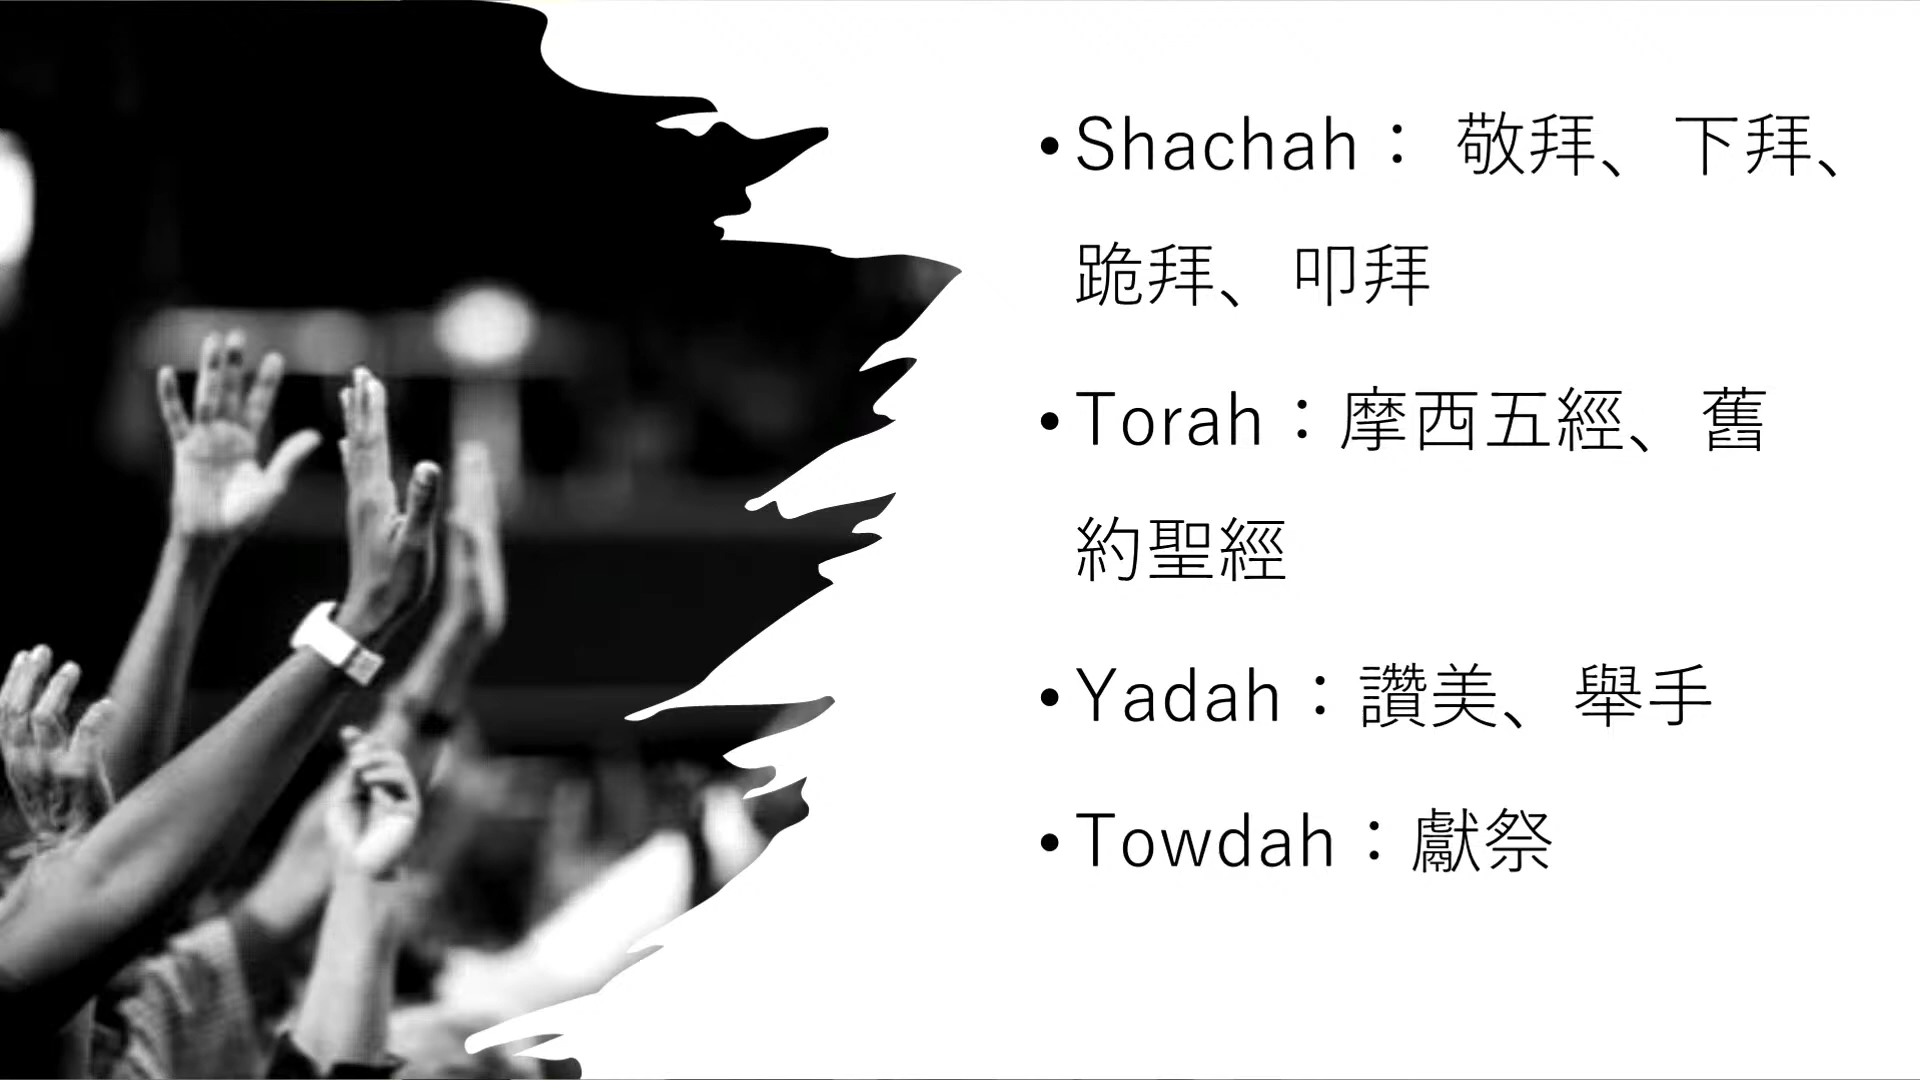 •Shachah： 敬拜、下拜、
跪拜、叩拜
•Torah：摩西五經、舊
約聖經
•Yadah：讚美、舉手
•Towdah：獻祭